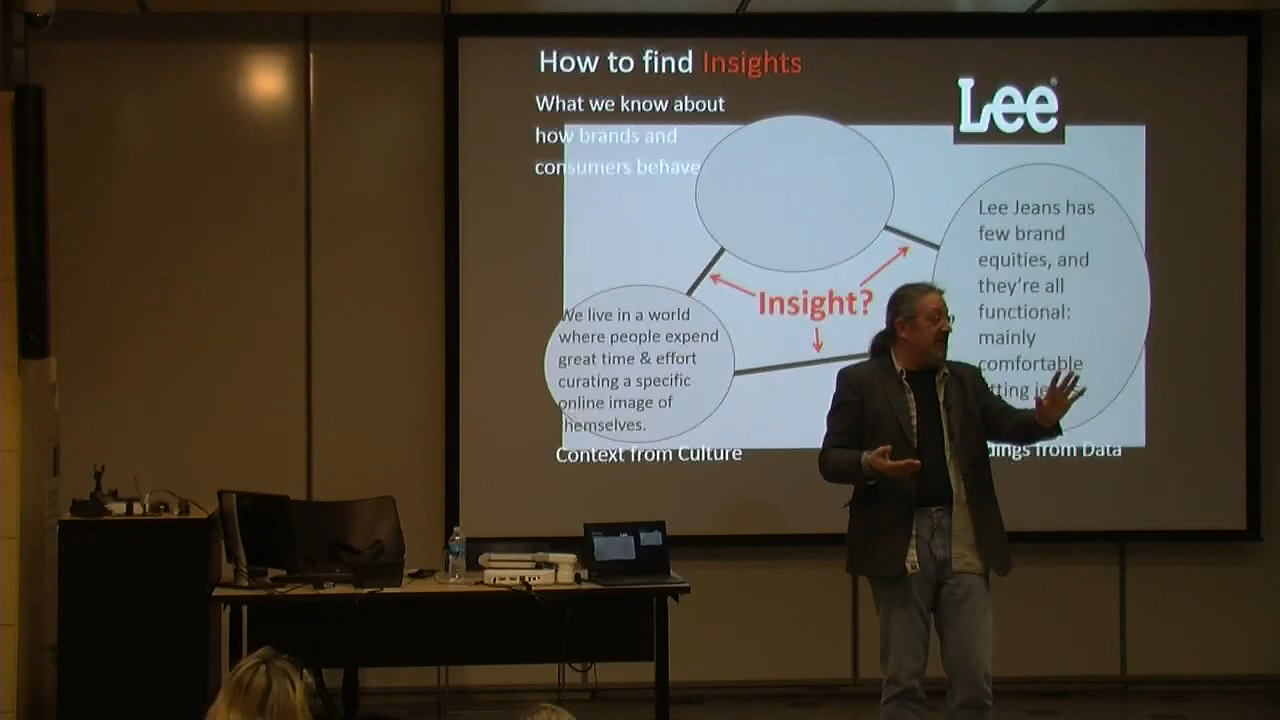 How to find Insights
What we know about
how brands and
consumers behave
Lee
Lee Jeans has
few brand
equities, and
they're all
functional:
mainly
comfortable
Insight?
We live in a world
where people expend
great time & effort
curating a specific
online image of
hemselves.
Context from Culture
dings from Data